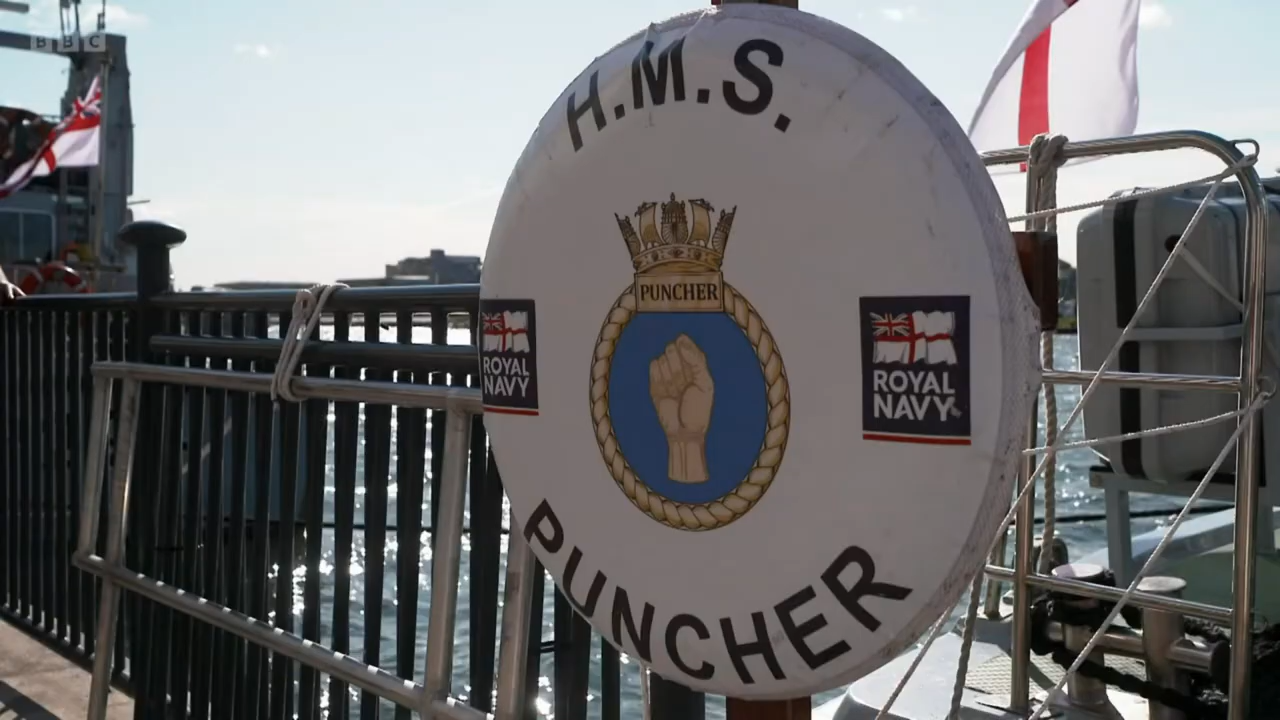 BBC
H.M.S.
PUNCHER
ROYAL
NAVY
ROYAL
NAVY
PUNCHER